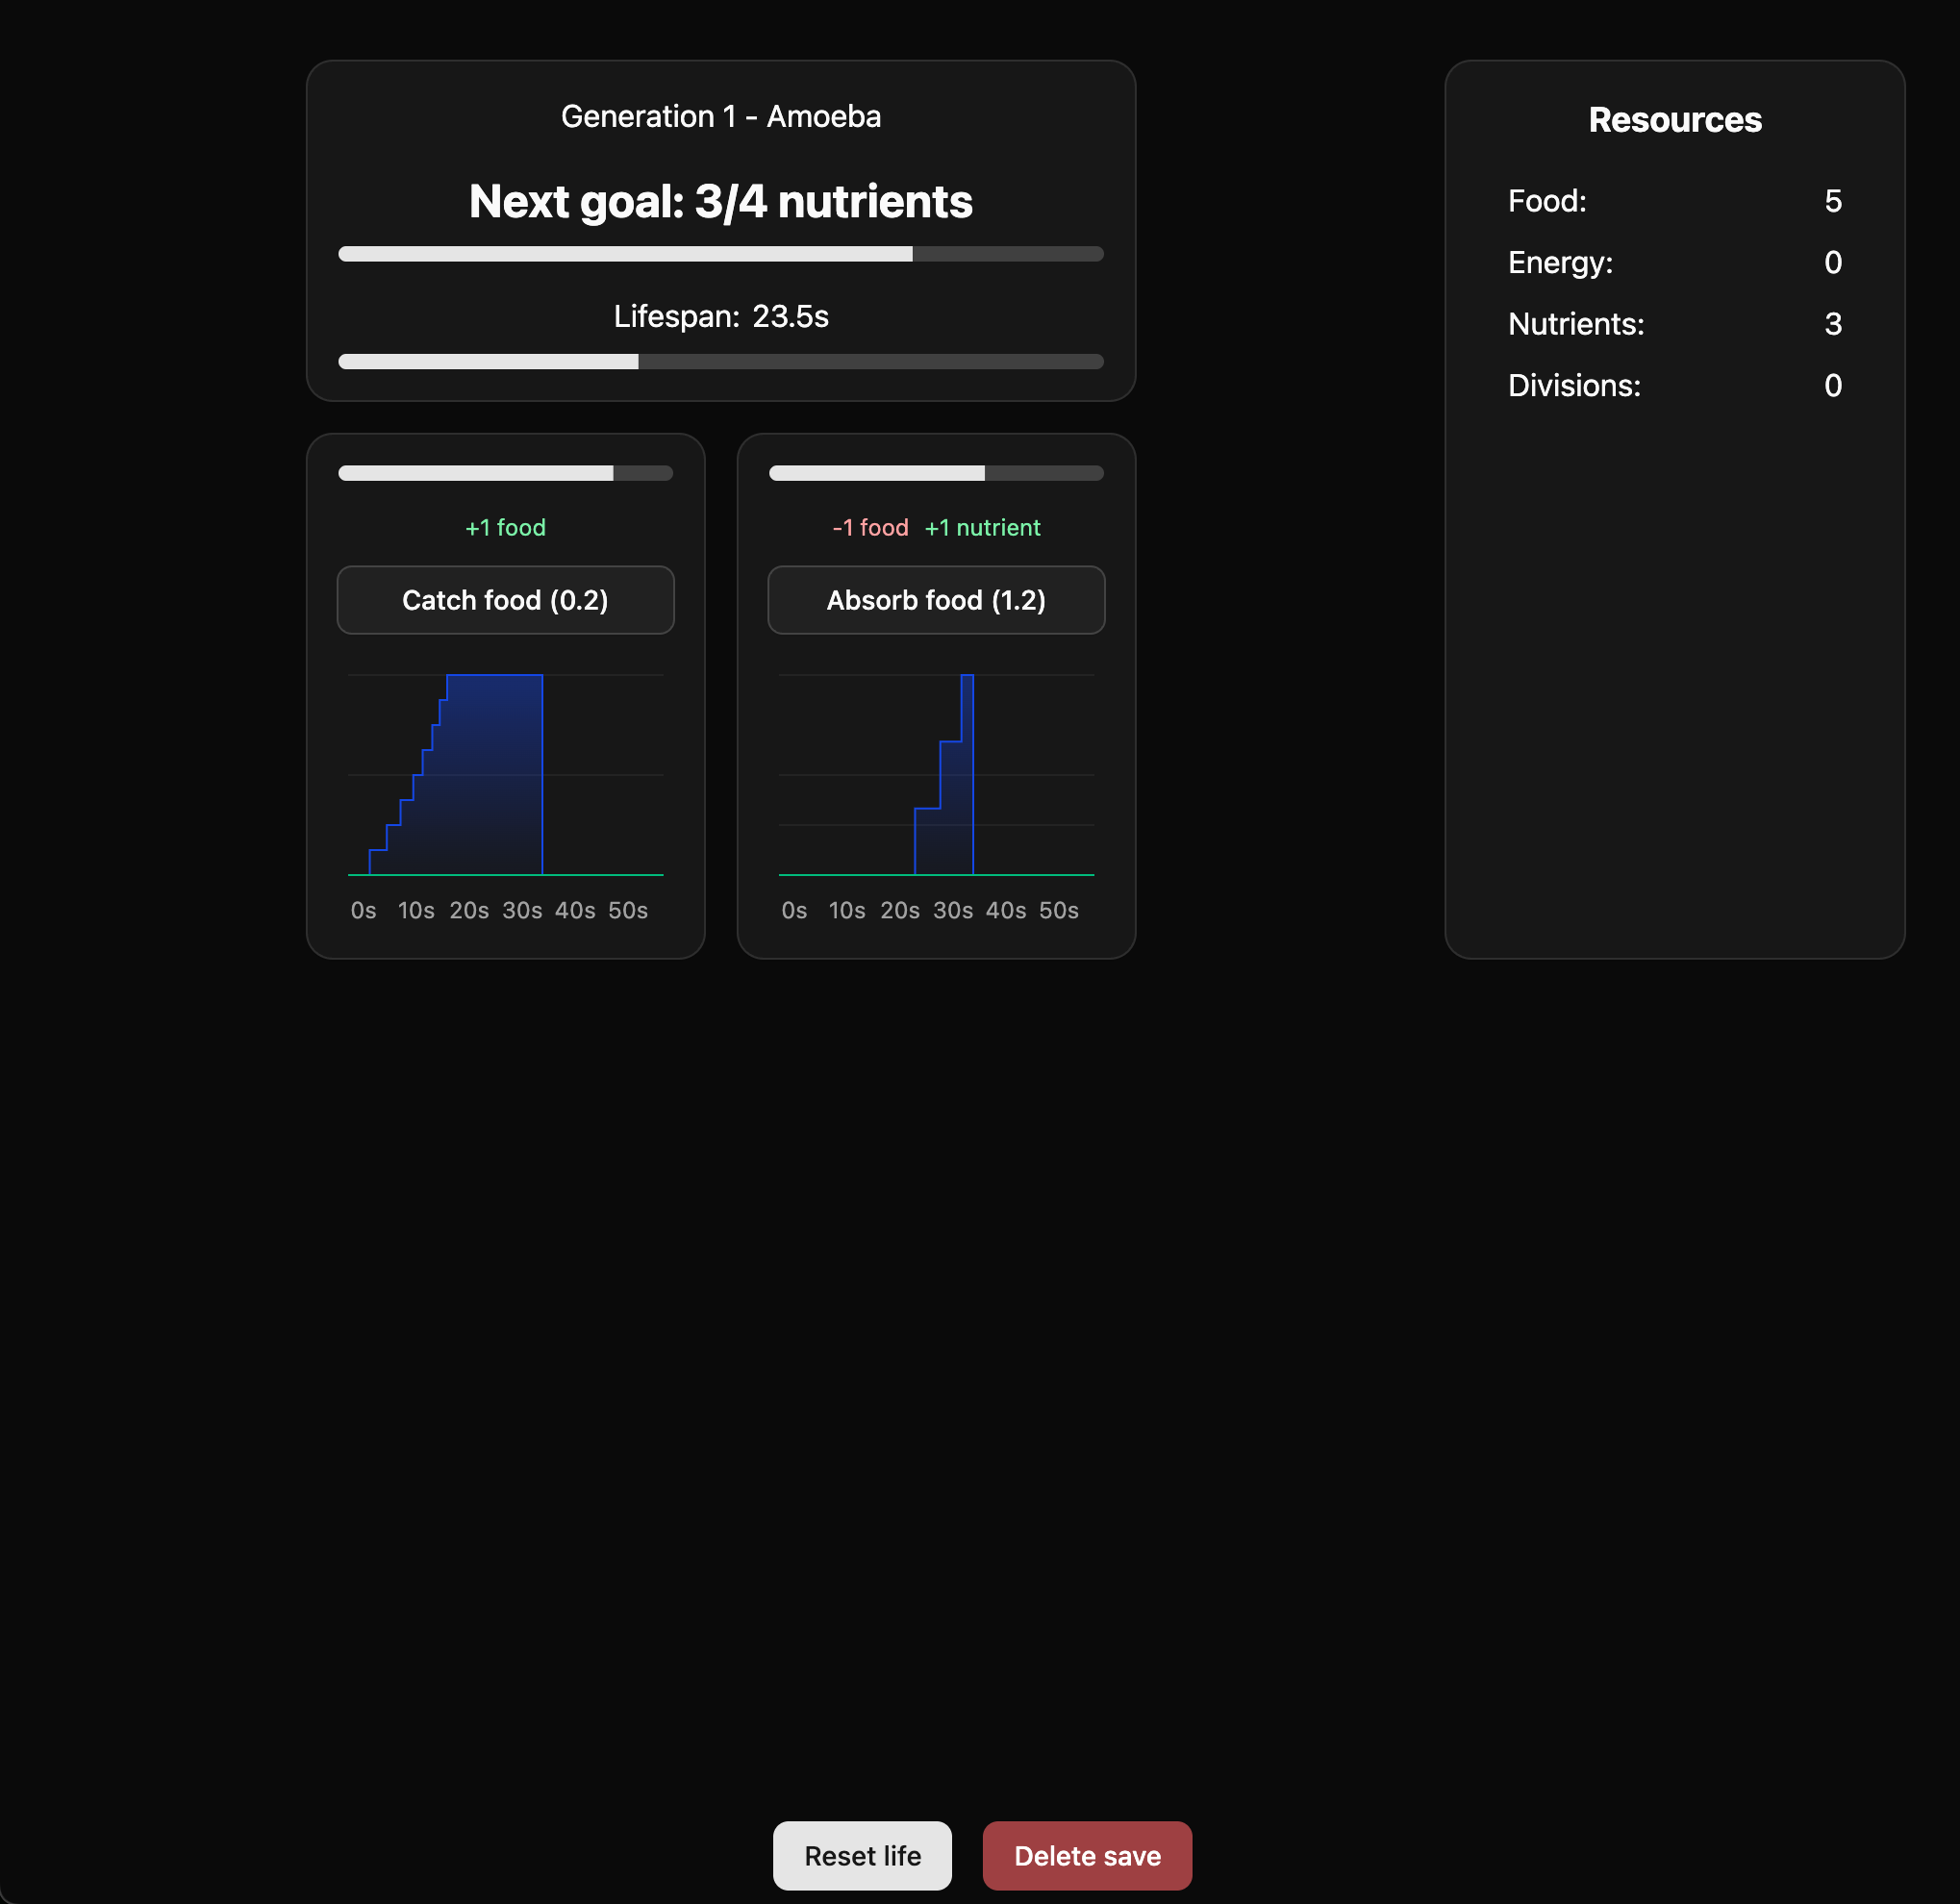 Generation 1 - Amoeba
Next goal: 3/4 nutrients
Lifespan: 23.5s
+1 food
Catch food (0.2)
0s 10s 20s 30s 40s 50s
-1 food +1 nutrient
Absorb food (1.2)
0s 10s 20s 30s 40s 50s
Resources
Food: 5
Energy: 0
Nutrients: 3
Divisions: 0
Reset life
Delete save